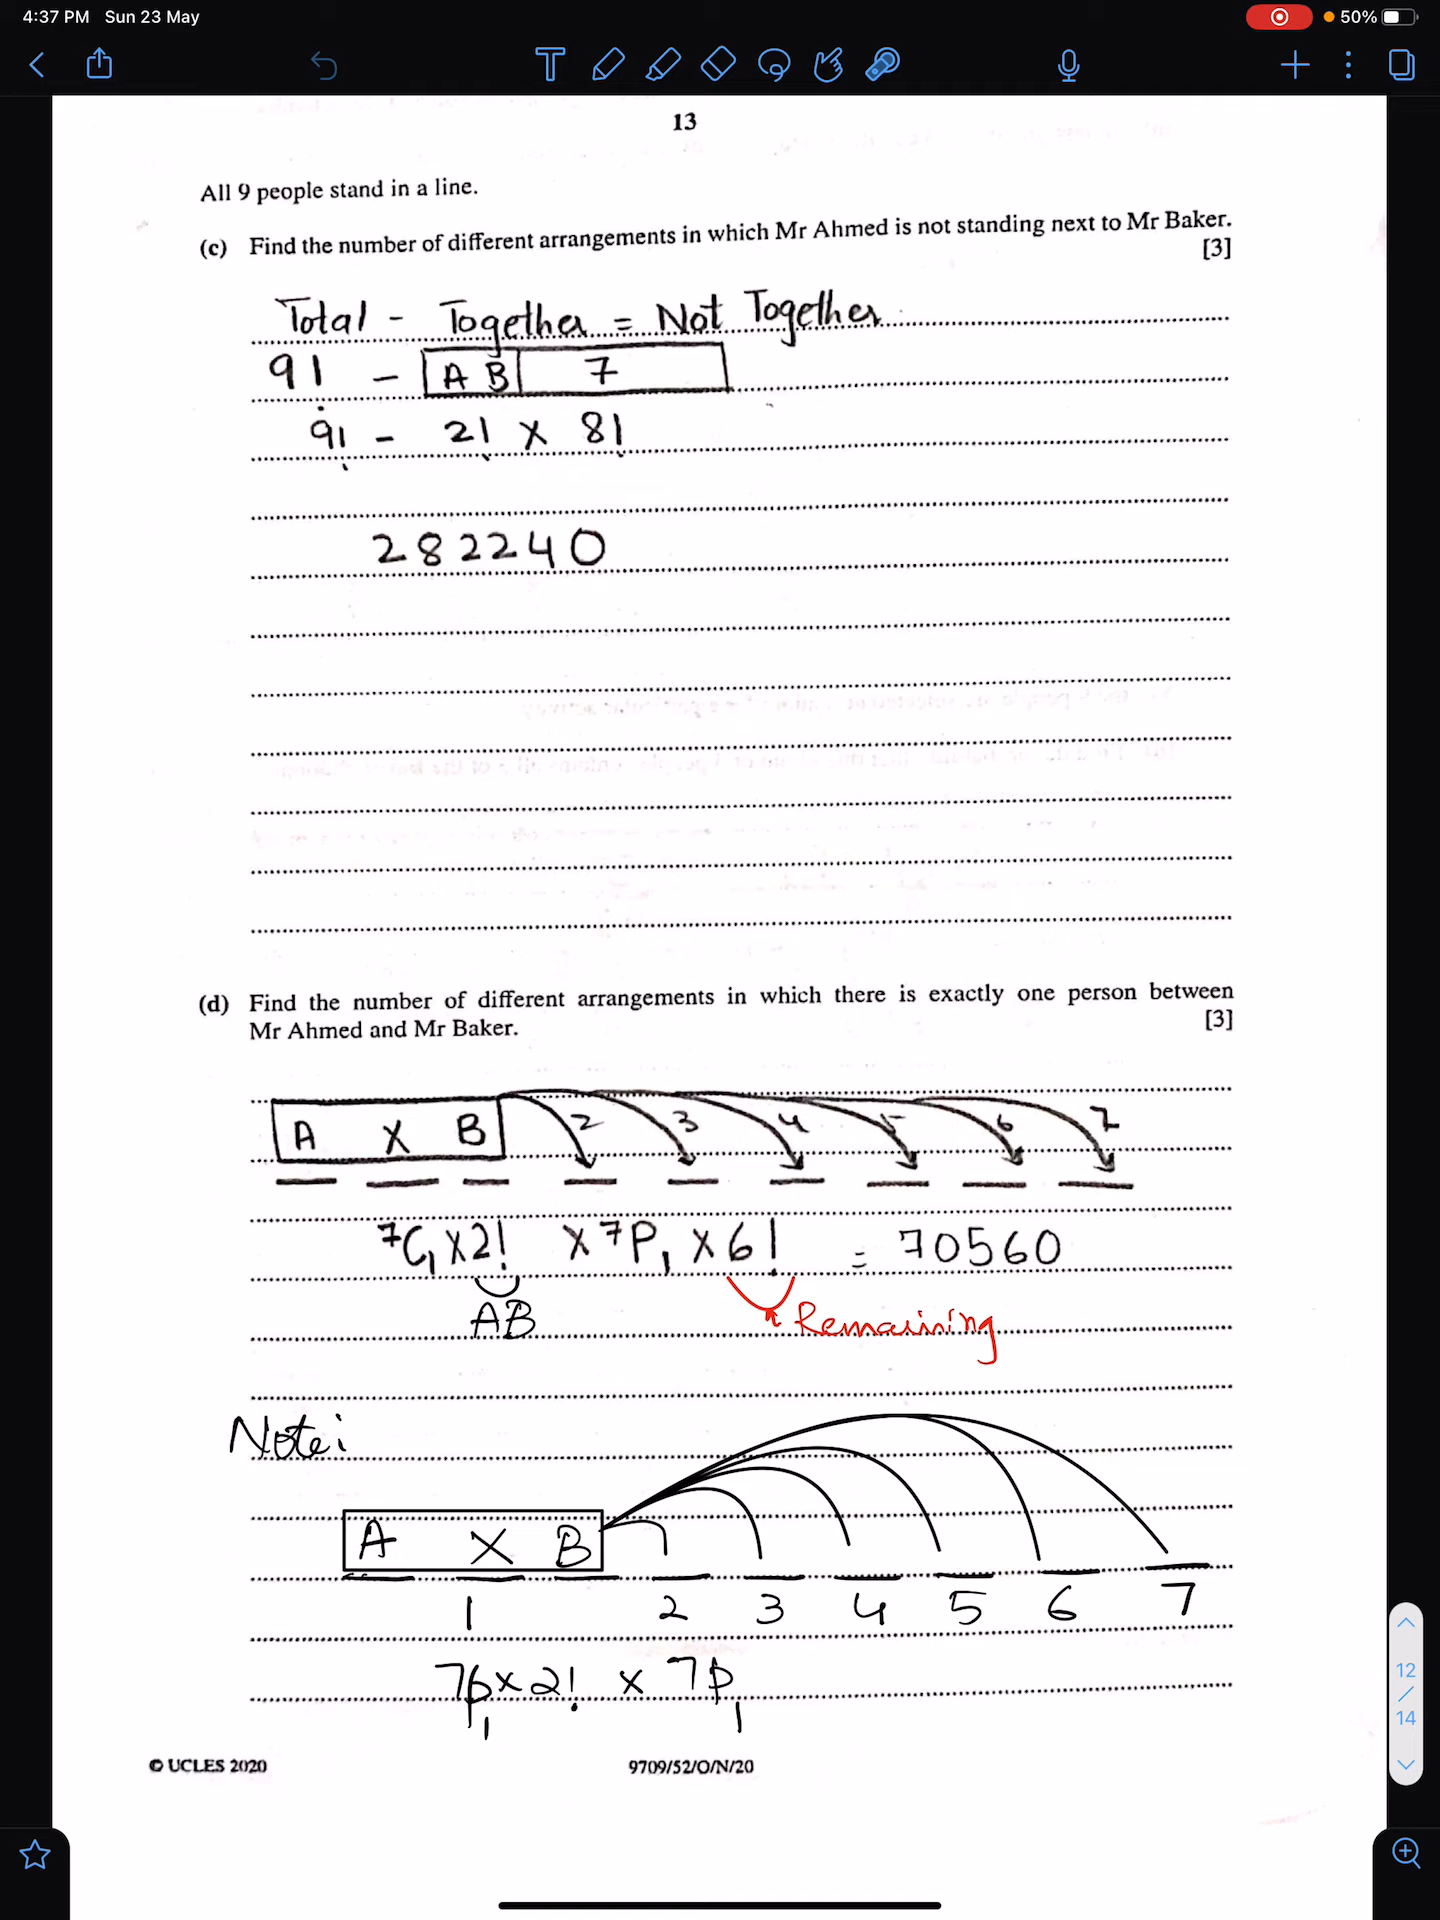 4:37 PM Sun 23 May
50%
13
All 9 people stand in a line.
(c) Find the number of different arrangements in which Mr Ahmed is not standing next to Mr Baker.
[3]
Total - Together = Not Together
9! - A B 7
9! - 2! X 8!
282240
(d) Find the number of different arrangements in which there is exactly one person between
Mr Ahmed and Mr Baker. [3]
A X B 2 3 4 5 6 7
⁷C₁ X 2! X ⁷P₁ X 6! = 70560
AB Remaining
Note:
A X B
1 2 3 4 5 6 7
7P₁ x 2! x 7P₁
© UCLES 2020 9709/52/O/N/20
12
/
14